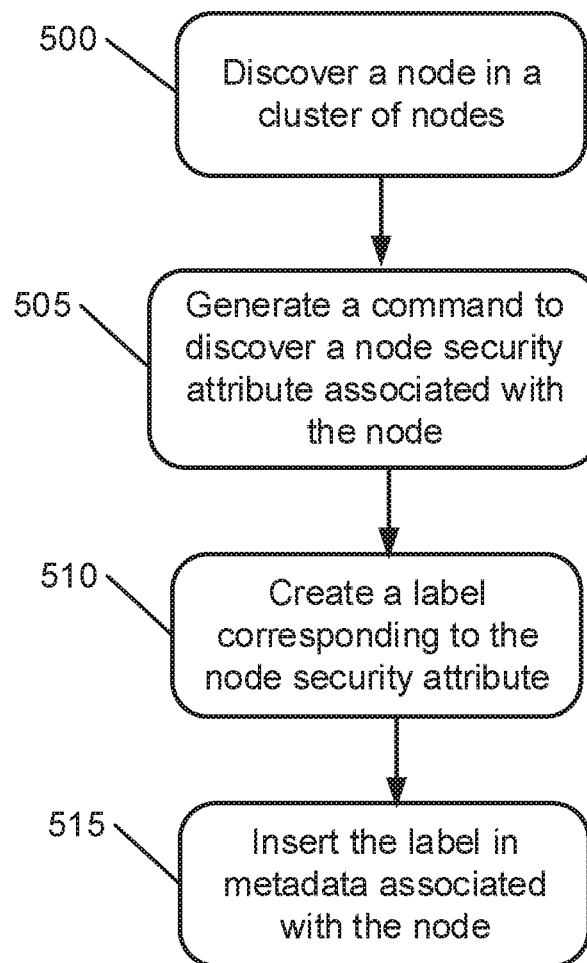 500
Discover a node in a
cluster of nodes
505
Generate a command to
discover a node security
attribute associated with
the node
510
Create a label
corresponding to the
node security attribute
515
Insert the label in
metadata associated
with the node